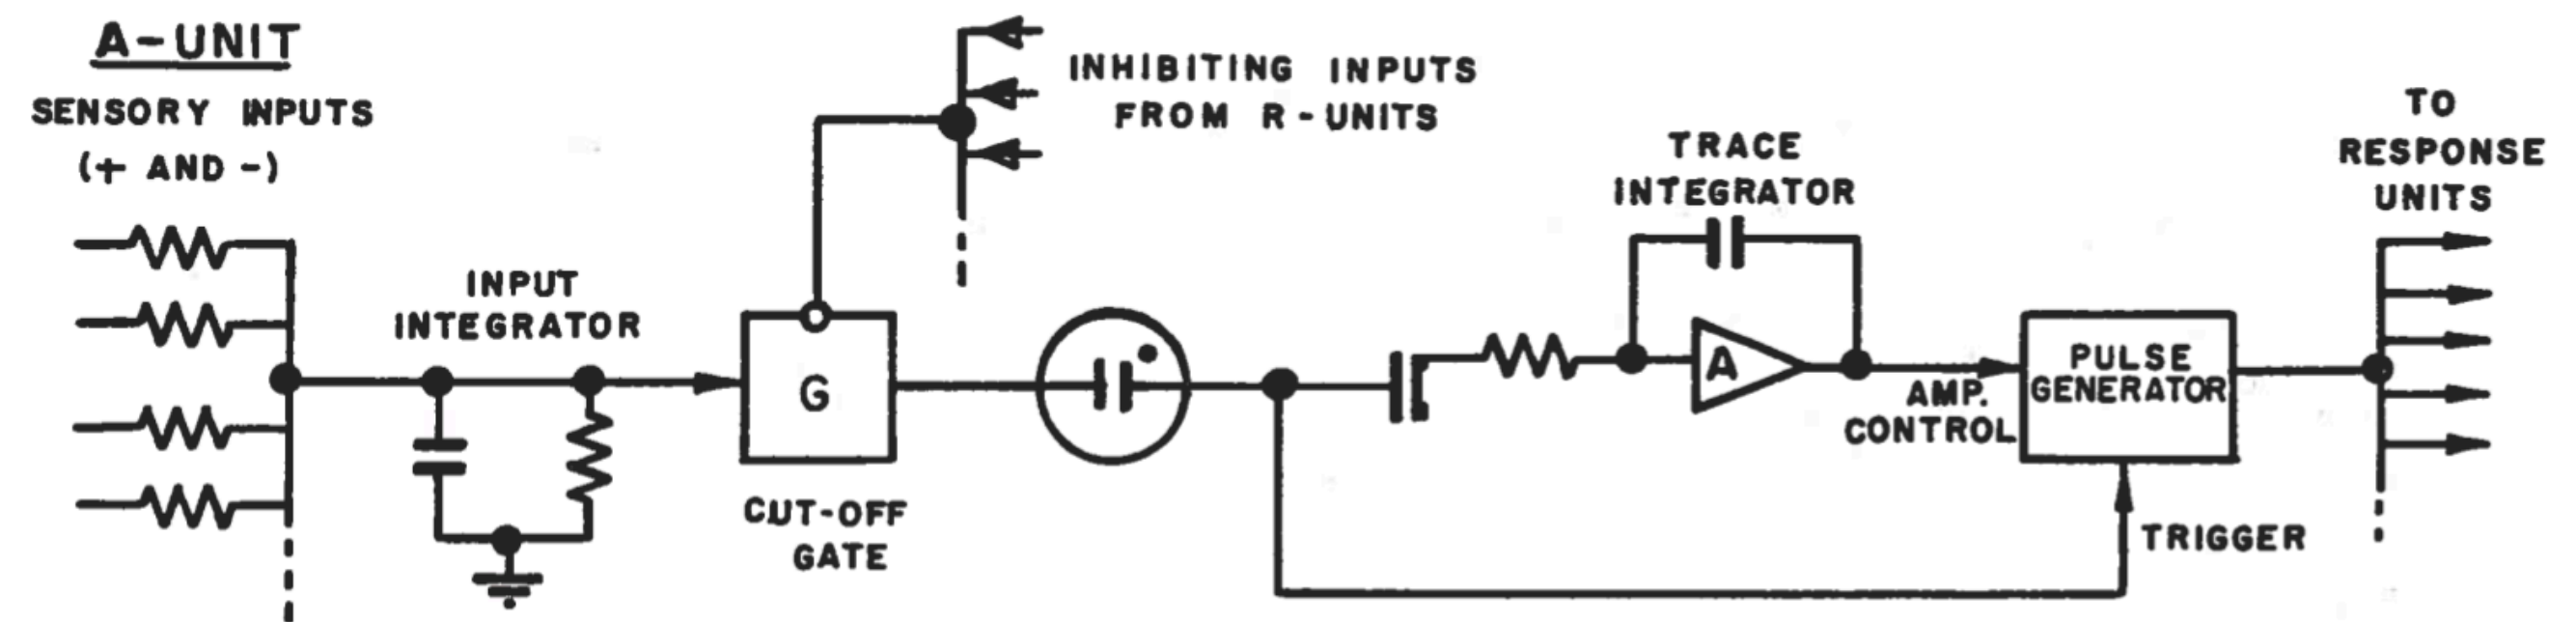 A-UNIT
SENSORY INPUTS
(+ AND -)
INPUT
INTEGRATOR
G
CUT-OFF
GATE
INHIBITING INPUTS
FROM R-UNITS
TRACE
INTEGRATOR
A
AMP.
CONTROL
PULSE
GENERATOR
TRIGGER
TO
RESPONSE
UNITS